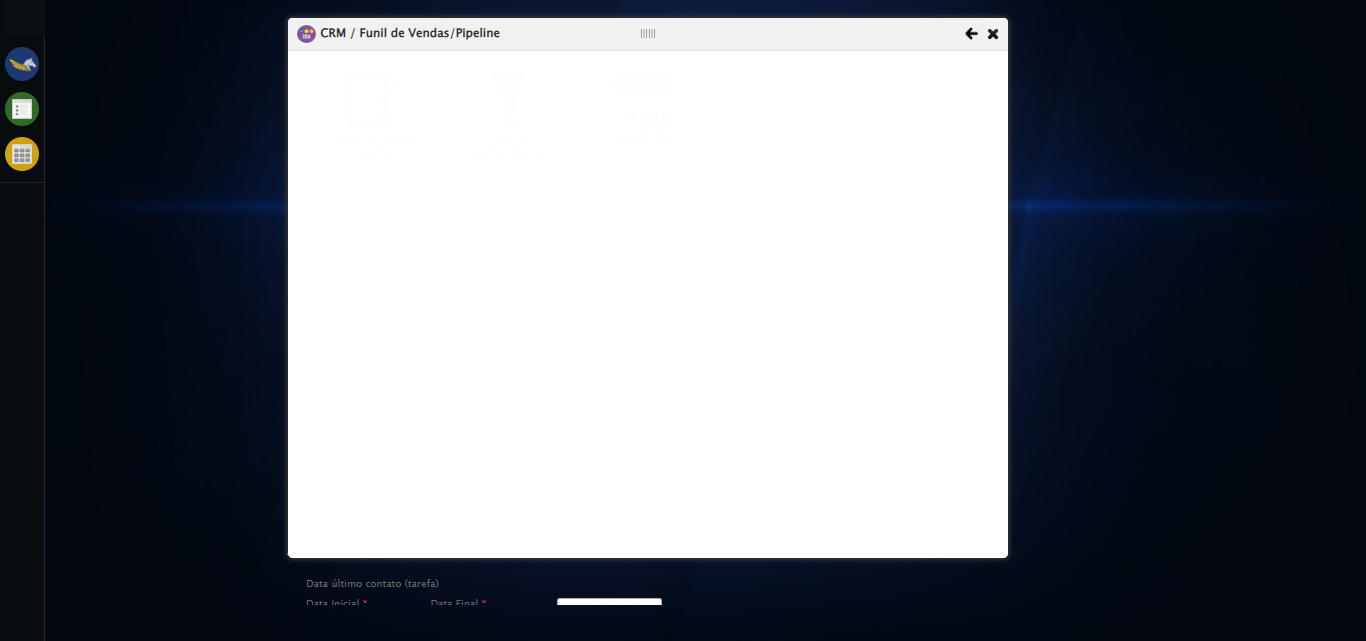 CRM / Funil de Vendas/Pipeline
Data último contato (tarefa)
Data Inicial * Data Final *